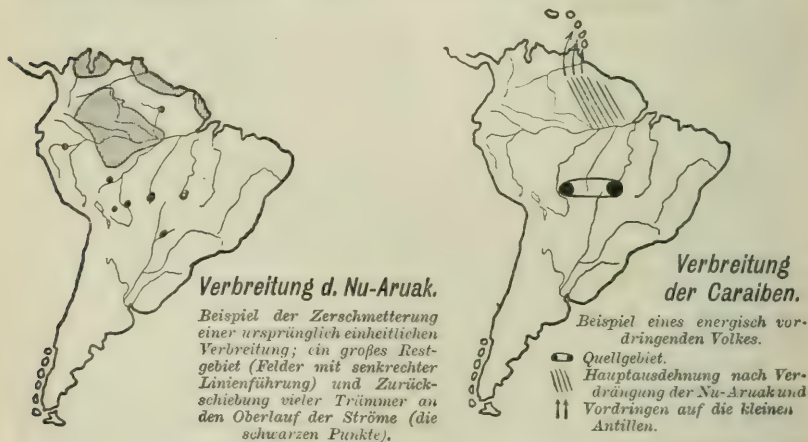 Verbreitung d. Nu-Aruak.
Beispiel der Zerschmetterung
einer ursprünglich einheitlichen
Verbreitung; ein großes Rest-
gebiet (Felder mit senkrechter
Linienführung) und Zurück-
schiebung vieler Trümmer an
den Oberlauf der Ströme (die
schwarzen Punkte).
Verbreitung
der Caraiben.
Beispiel eines energisch vor-
dringenden Volkes.
Quellgebiet.
Hauptausdehnung nach Ver-
drängung der Nu-Aruak und
Vordringen auf die kleinen
Antillen.